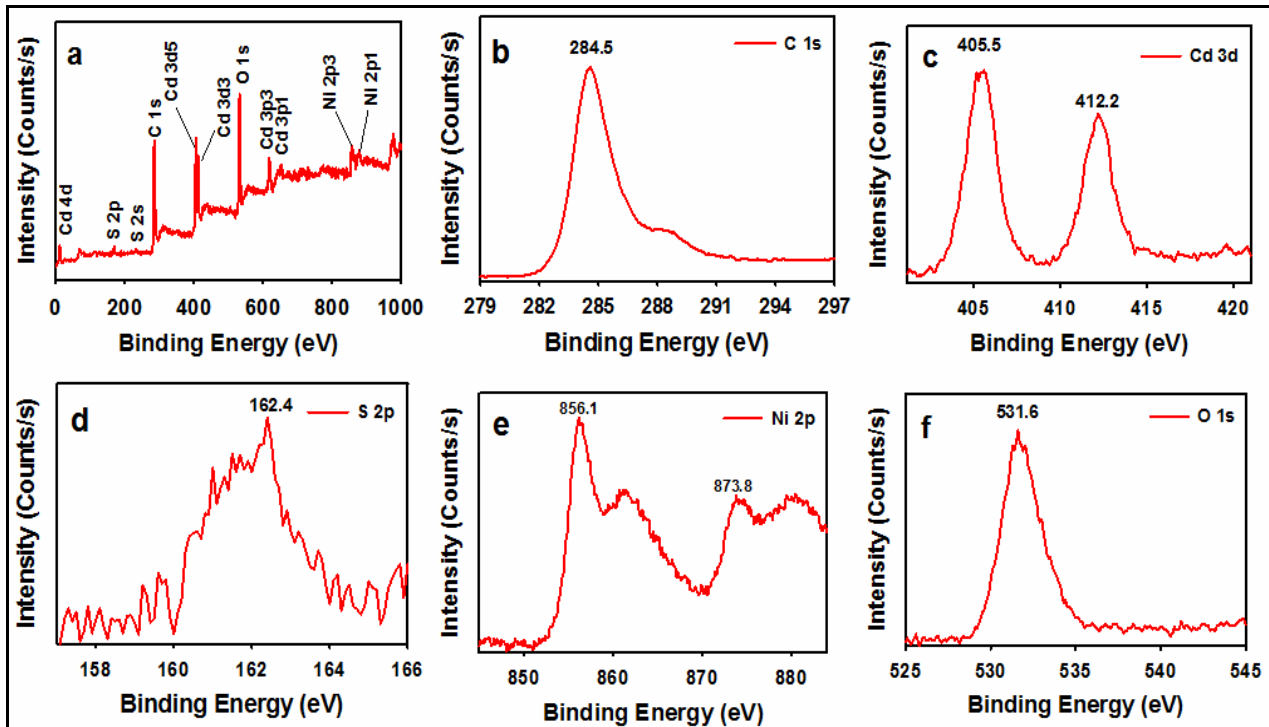 a
Intensity (Counts/s)
Cd 4d
S 2p
S 2s
C 1s
Cd 3d5
Cd 3d3
O 1s
Cd 3p3
Cd 3p1
Ni 2p3
Ni 2p1
0 200 400 600 800 1000
Binding Energy (eV)
b
284.5
C 1s
Intensity (Counts/s)
279 282 285 288 291 294 297
Binding Energy (eV)
c
405.5
412.2
Cd 3d
Intensity (Counts/s)
405 410 415 420
Binding Energy (eV)
d
162.4
S 2p
Intensity (Counts/s)
158 160 162 164 166
Binding Energy (eV)
e
856.1
873.8
Ni 2p
Intensity (Counts/s)
850 860 870 880
Binding Energy (eV)
f
531.6
O 1s
Intensity (Counts/s)
525 530 535 540 545
Binding Energy (eV)